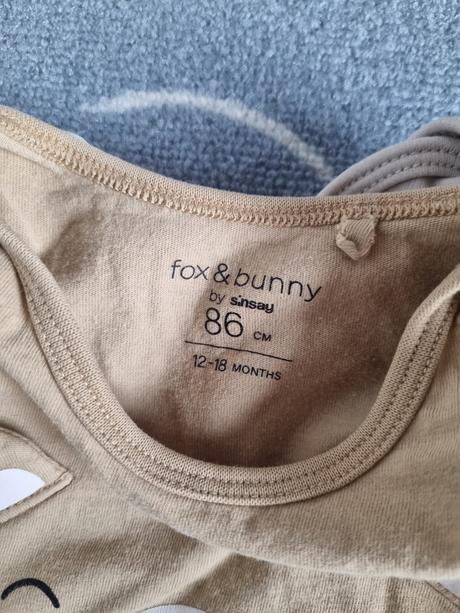 fox&bunny
by sinsay
86 CM
12-18 MONTHS